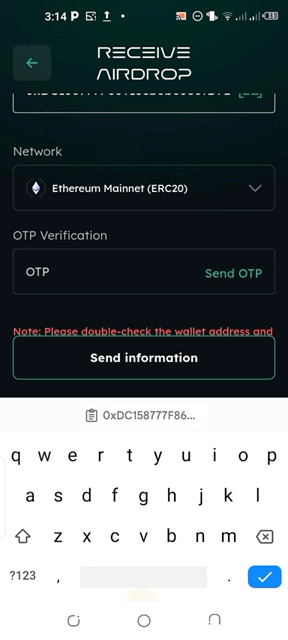 3:14 P
33
RECEIVE
AIRDROP
Network
Ethereum Mainnet (ERC20)
OTP Verification
OTP Send OTP
Note: Please double-check the wallet address and
Send information
0xDC158777F86...
q w e r t y u i o p
a s d f g h j k l
z x c v b n m
?123 , .